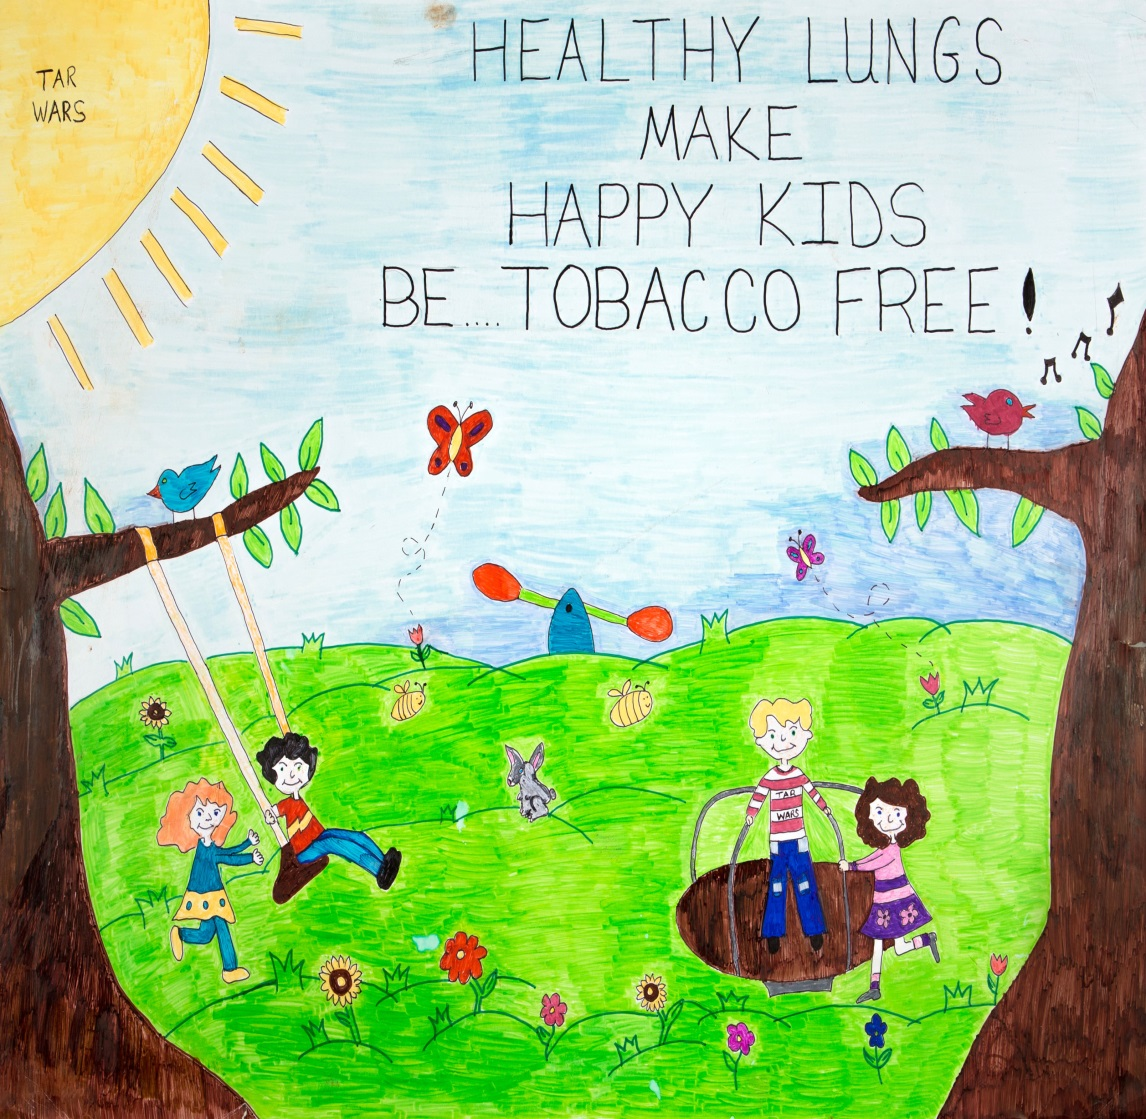 TAR
WARS
HEALTHY LUNGS
MAKE
HAPPY KIDS
BE....TOBACCO FREE!
TAR
WARS